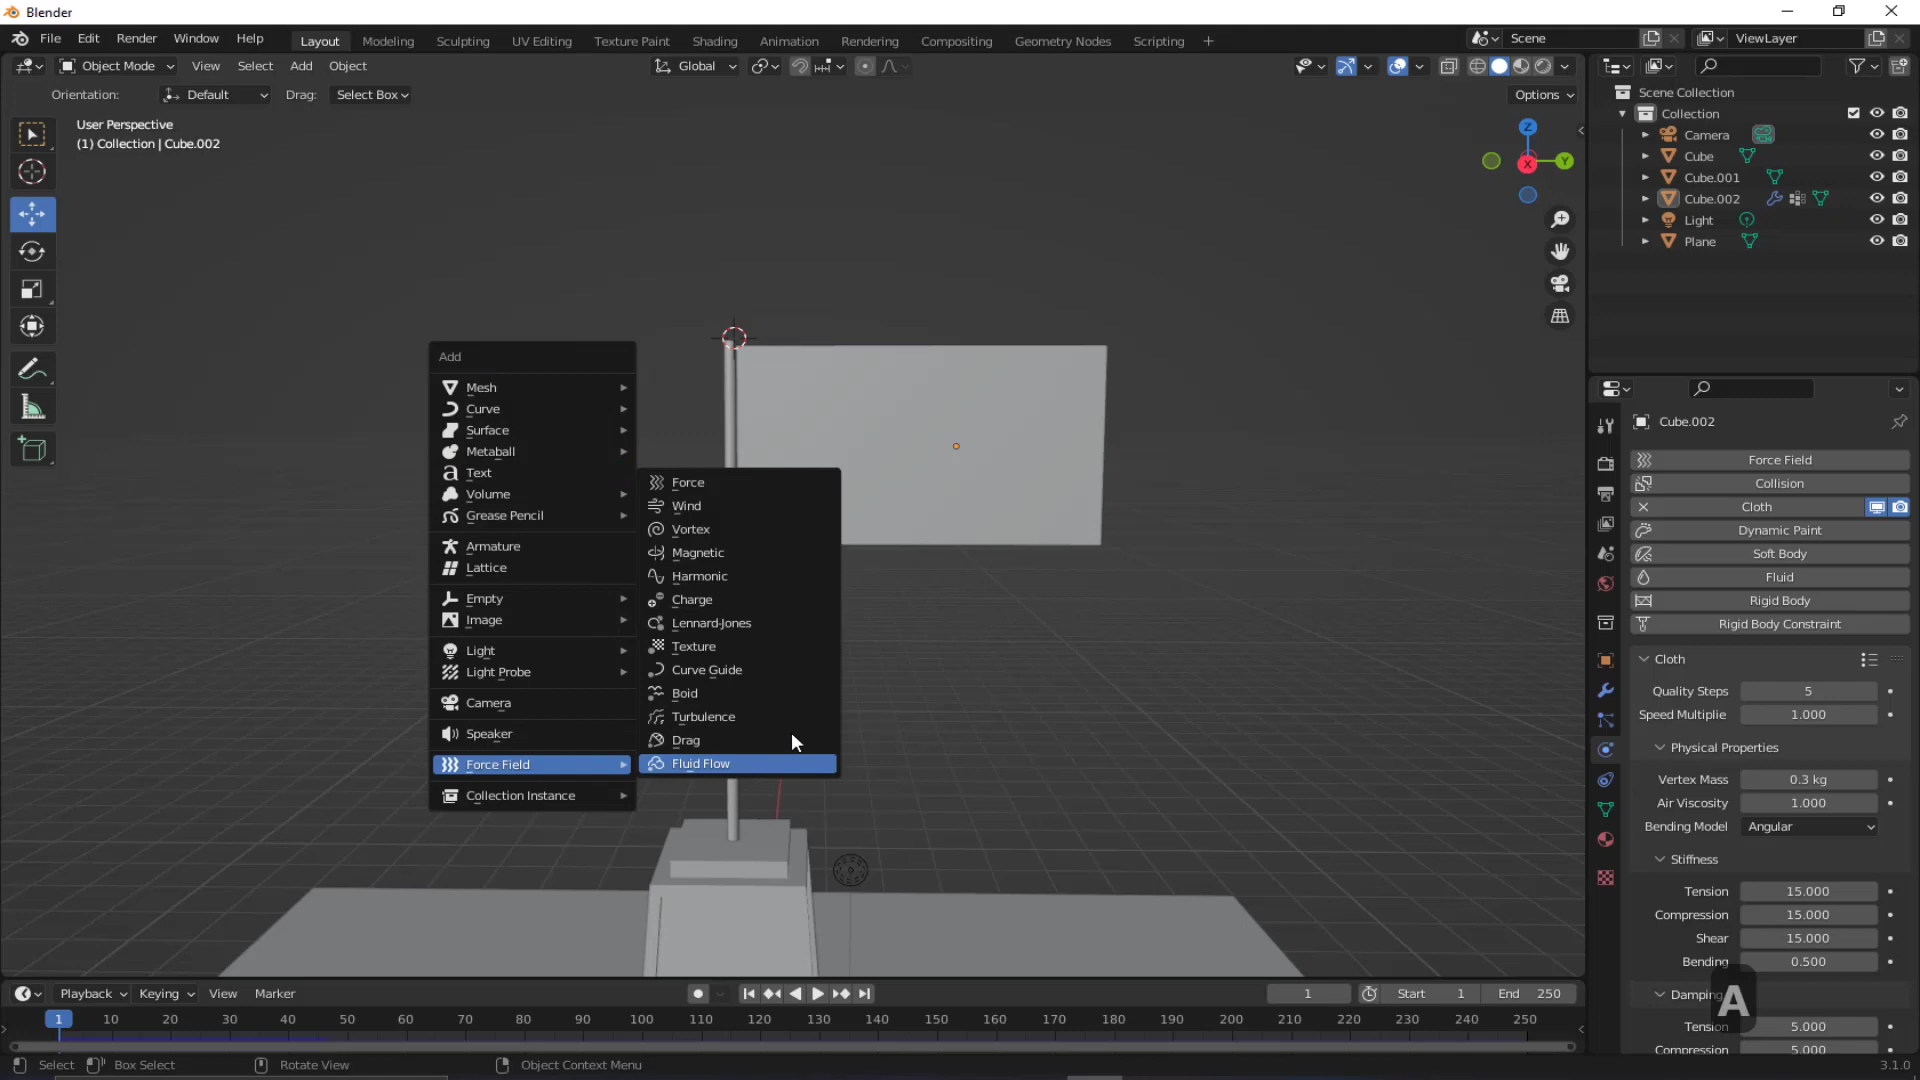 Blender
File Edit Render Window Help
Layout Modeling Sculpting UV Editing Texture Paint Shading Animation Rendering Compositing Geometry Nodes Scripting +
Scene
ViewLayer
Object Mode View Select Add Object
Global
Orientation: Default Drag: Select Box
Options
User Perspective
(1) Collection | Cube.002
Z
X
Y
Scene Collection
Collection
Camera
Cube
Cube.001
Cube.002
Light
Plane
Add
Mesh
Curve
Surface
Metaball
Text
Volume
Grease Pencil
Armature
Lattice
Empty
Image
Light
Light Probe
Camera
Speaker
Force Field
Collection Instance
Force
Wind
Vortex
Magnetic
Harmonic
Charge
Lennard-Jones
Texture
Curve Guide
Boid
Turbulence
Drag
Fluid Flow
Cube.002
Force Field
Collision
Cloth
Dynamic Paint
Soft Body
Fluid
Rigid Body
Rigid Body Constraint
Cloth
Quality Steps 5
Speed Multiplie 1.000
Physical Properties
Vertex Mass 0.3 kg
Air Viscosity 1.000
Bending Model Angular
Stiffness
Tension 15.000
Compression 15.000
Shear 15.000
Bending 0.500
Damping
A
Tension 5.000
Compression 5.000
Playback Keying View Marker
1 Start 1 End 250
1 10 20 30 40 50 60 70 80 90 100 110 120 130 140 150 160 170 180 190 200 210 220 230 240 250
Select Box Select Rotate View Object Context Menu
3.1.0